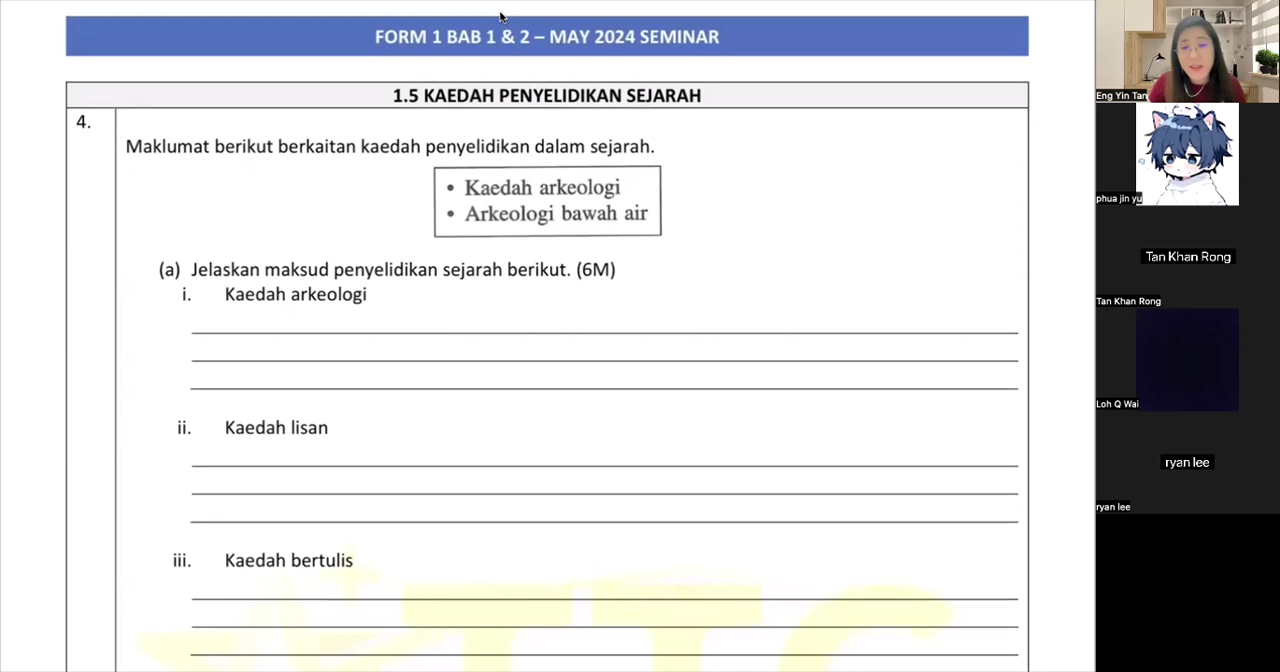 FORM 1 BAB 1 & 2 – MAY 2024 SEMINAR
1.5 KAEDAH PENYELIDIKAN SEJARAH
4.
Maklumat berikut berkaitan kaedah penyelidikan dalam sejarah.
• Kaedah arkeologi
• Arkeologi bawah air
(a) Jelaskan maksud penyelidikan sejarah berikut. (6M)
i. Kaedah arkeologi
ii. Kaedah lisan
iii. Kaedah bertulis
TTC
Eng Yin Tan
phua jin yu
Tan Khan Rong
Tan Khan Rong
Loh Q Wai
ryan lee
ryan lee